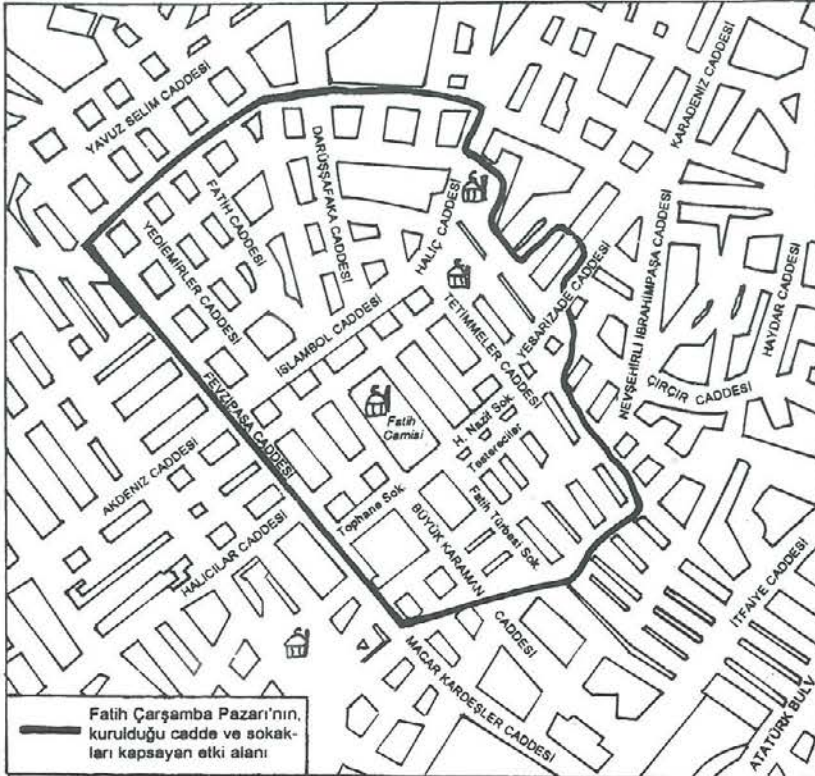 YAVUZ SELİM CADDESİ
KARADENİZ CADDESİ
DARÜŞŞAFAKA CADDESİ
FATİH CADDESİ
YEDİEMİRLER CADDESİ
HALİÇ CADDESİ
NEVŞEHİRLİ İBRAHİMPAŞA CADDESİ
HAYDAR CADDESİ
YESARİZADE CADDESİ
TETİMMELER CADDESİ
İSLAMBOL CADDESİ
FEVZİPAŞA CADDESİ
ÇIRÇIR CADDESİ
Fatih
Camisi
H. Nazif Sok.
Testereciler
Fatih Türbesi Sok.
Tophane Sok.
BÜYÜK KARAMAN CADDESİ
AKDENİZ CADDESİ
HALICILAR CADDESİ
MACAR KARDEŞLER CADDESİ
İTFAİYE CADDESİ
ATATÜRK BULV
Fatih Çarşamba Pazarı'nın,
kurulduğu cadde ve sokak-
ları kapsayan etki alanı